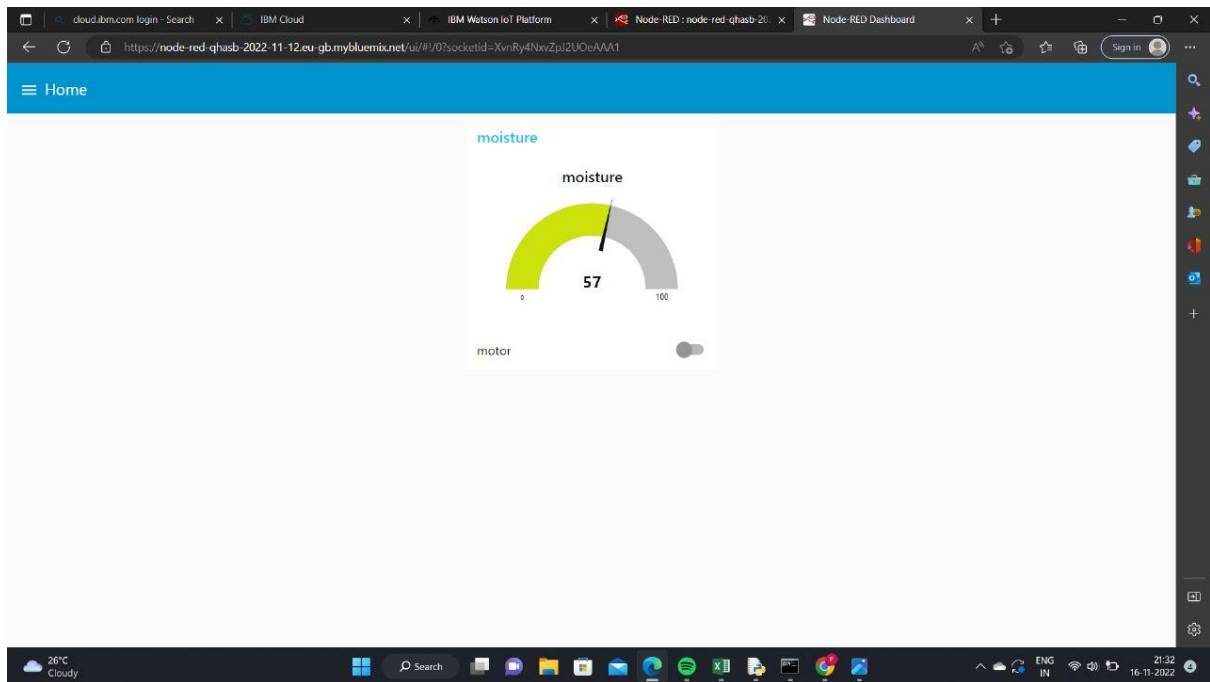 cloud.ibm.com login - Search
IBM Cloud
IBM Watson IoT Platform
Node-RED : node-red-qhasb-20
Node-RED Dashboard
https://node-red-qhasb-2022-11-12.eu-gb.mybluemix.net/ui/#!/0?socketid=XvnRy4NxvZpJ2UOeAAA1
Sign in
Home
moisture
moisture
57
0
100
motor
26°C
Cloudy
Search
ENG
IN
21:32
16-11-2022
4